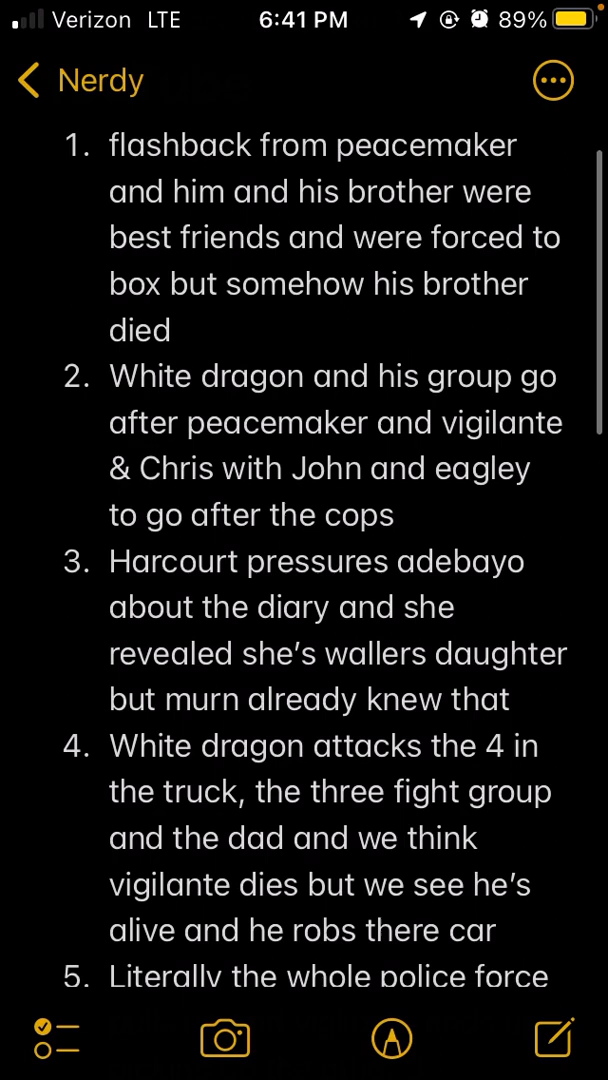 Verizon LTE 6:41 PM 89%
Nerdy
1. flashback from peacemaker
and him and his brother were
best friends and were forced to
box but somehow his brother
died
2. White dragon and his group go
after peacemaker and vigilante
& Chris with John and eagley
to go after the cops
3. Harcourt pressures adebayo
about the diary and she
revealed she's wallers daughter
but murn already knew that
4. White dragon attacks the 4 in
the truck, the three fight group
and the dad and we think
vigilante dies but we see he's
alive and he robs there car
5. Literally the whole police force